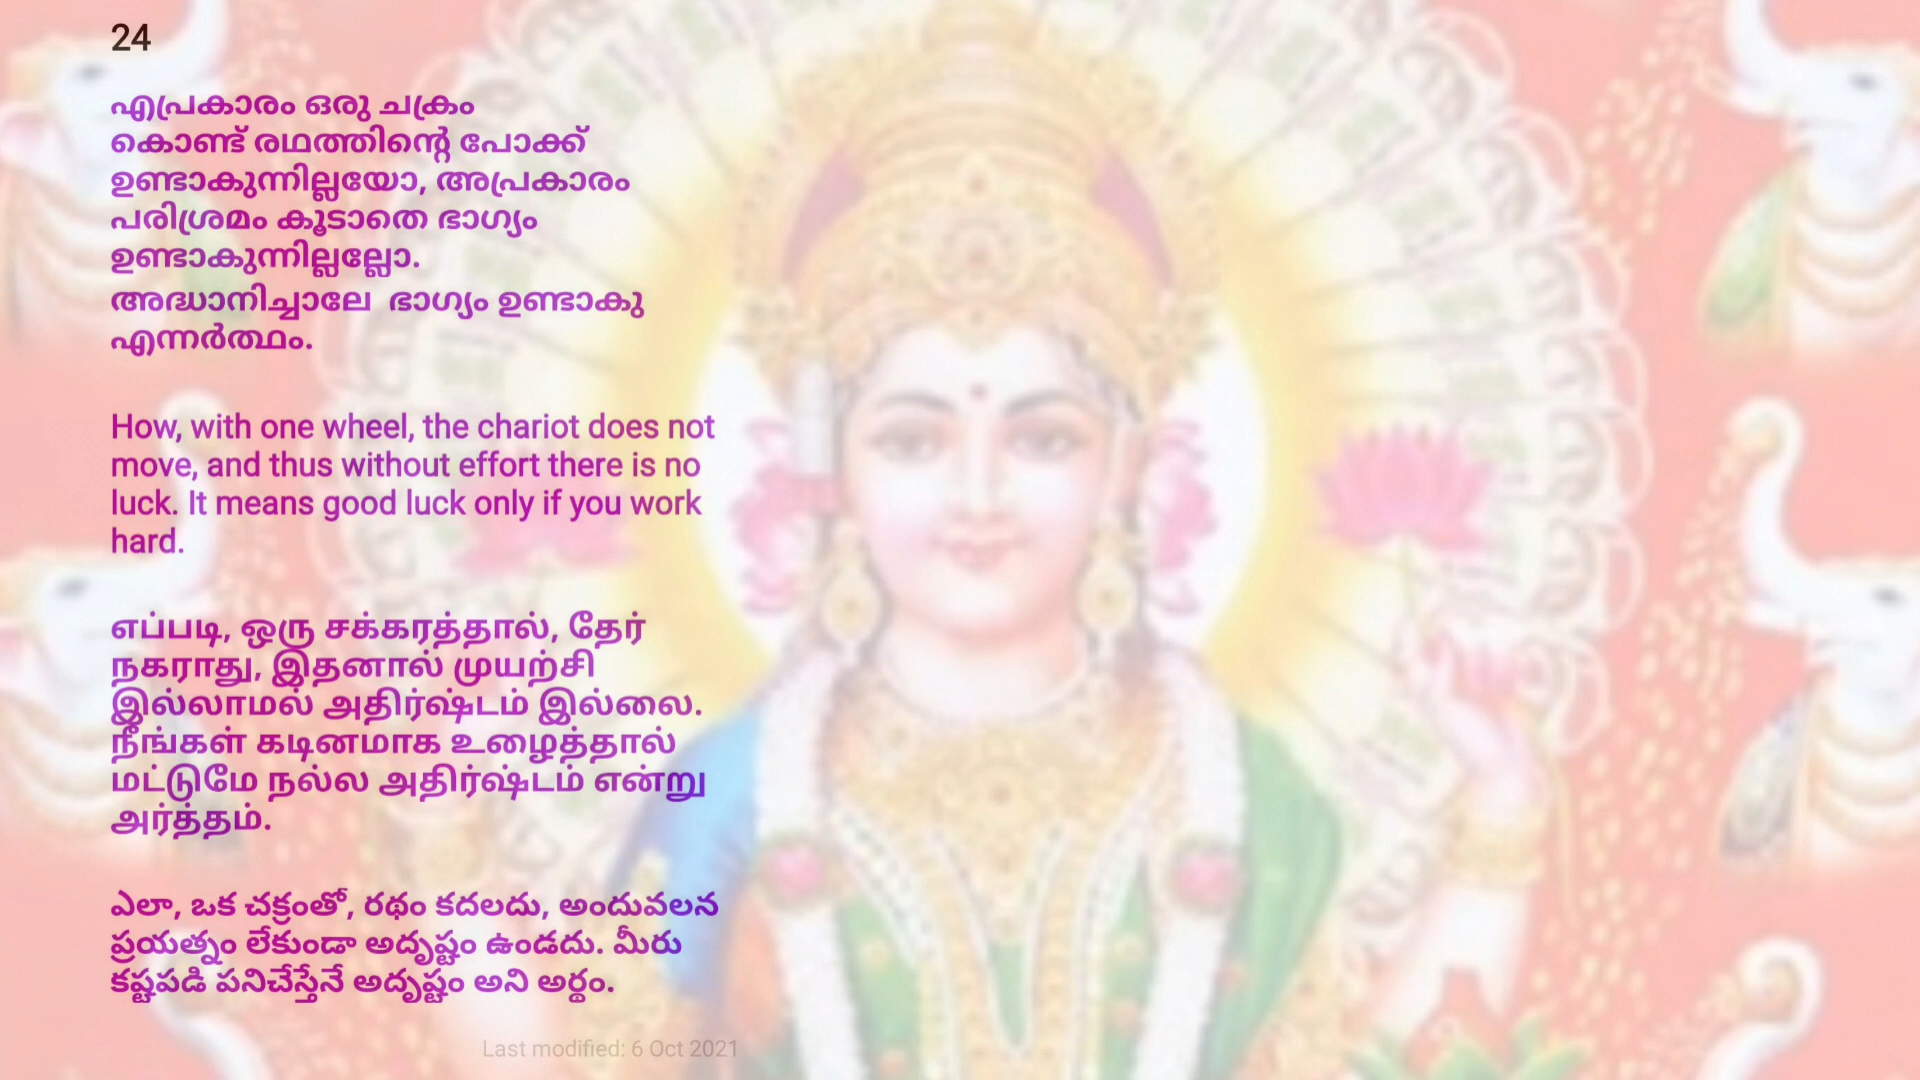 24
എപ്രകാരം ഒരു ചക്രം
കൊണ്ട് രഥത്തിന്റെ പോക്ക്
ഉണ്ടാകുന്നില്ലയോ, അപ്രകാരം
പരിശ്രമം കൂടാതെ ഭാഗ്യം
ഉണ്ടാകുന്നില്ലല്ലോ.
അദ്ധാനിച്ചാലേ  ഭാഗ്യം ഉണ്ടാകു
എന്നർത്ഥം.
How, with one wheel, the chariot does not
move, and thus without effort there is no
luck. It means good luck only if you work
hard.
எப்படி, ஒரு சக்கரத்தால், தேர்
நகராது, இதனால் முயற்சி
இல்லாமல் அதிர்ஷ்டம் இல்லை.
நீங்கள் கடினமாக உழைத்தால்
மட்டுமே நல்ல அதிர்ஷ்டம் என்று
அர்த்தம்.
ఎలా, ఒక చక్రంతో, రథం కదలదు, అందువలన
ప్రయత్నం లేకుండా అదృష్టం ఉండదు. మీరు
కష్టపడి పనిచేస్తేనే అదృష్టం అని అర్థం.
Last modified: 6 Oct 2021